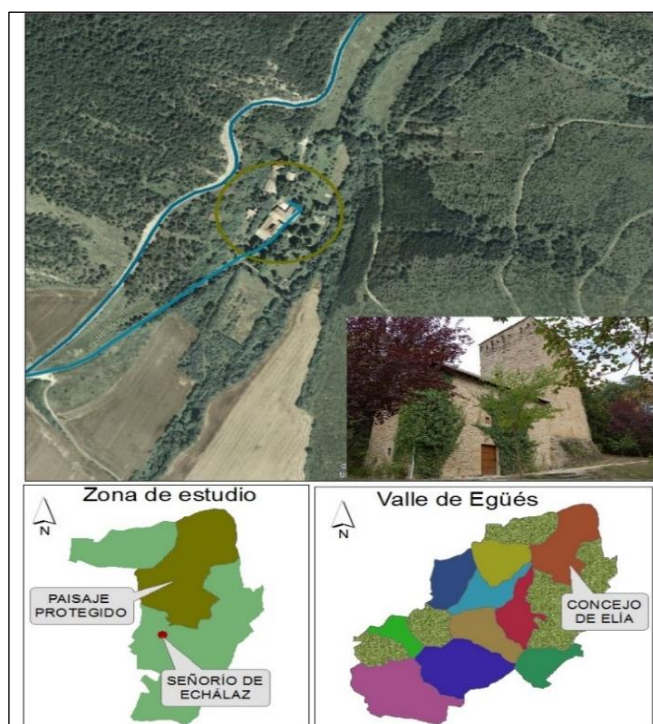 Zona de estudio
N
PAISAJE
PROTEGIDO
SEÑORÍO DE
ECHÁLAZ
Valle de Egüés
N
CONCEJO
DE ELÍA